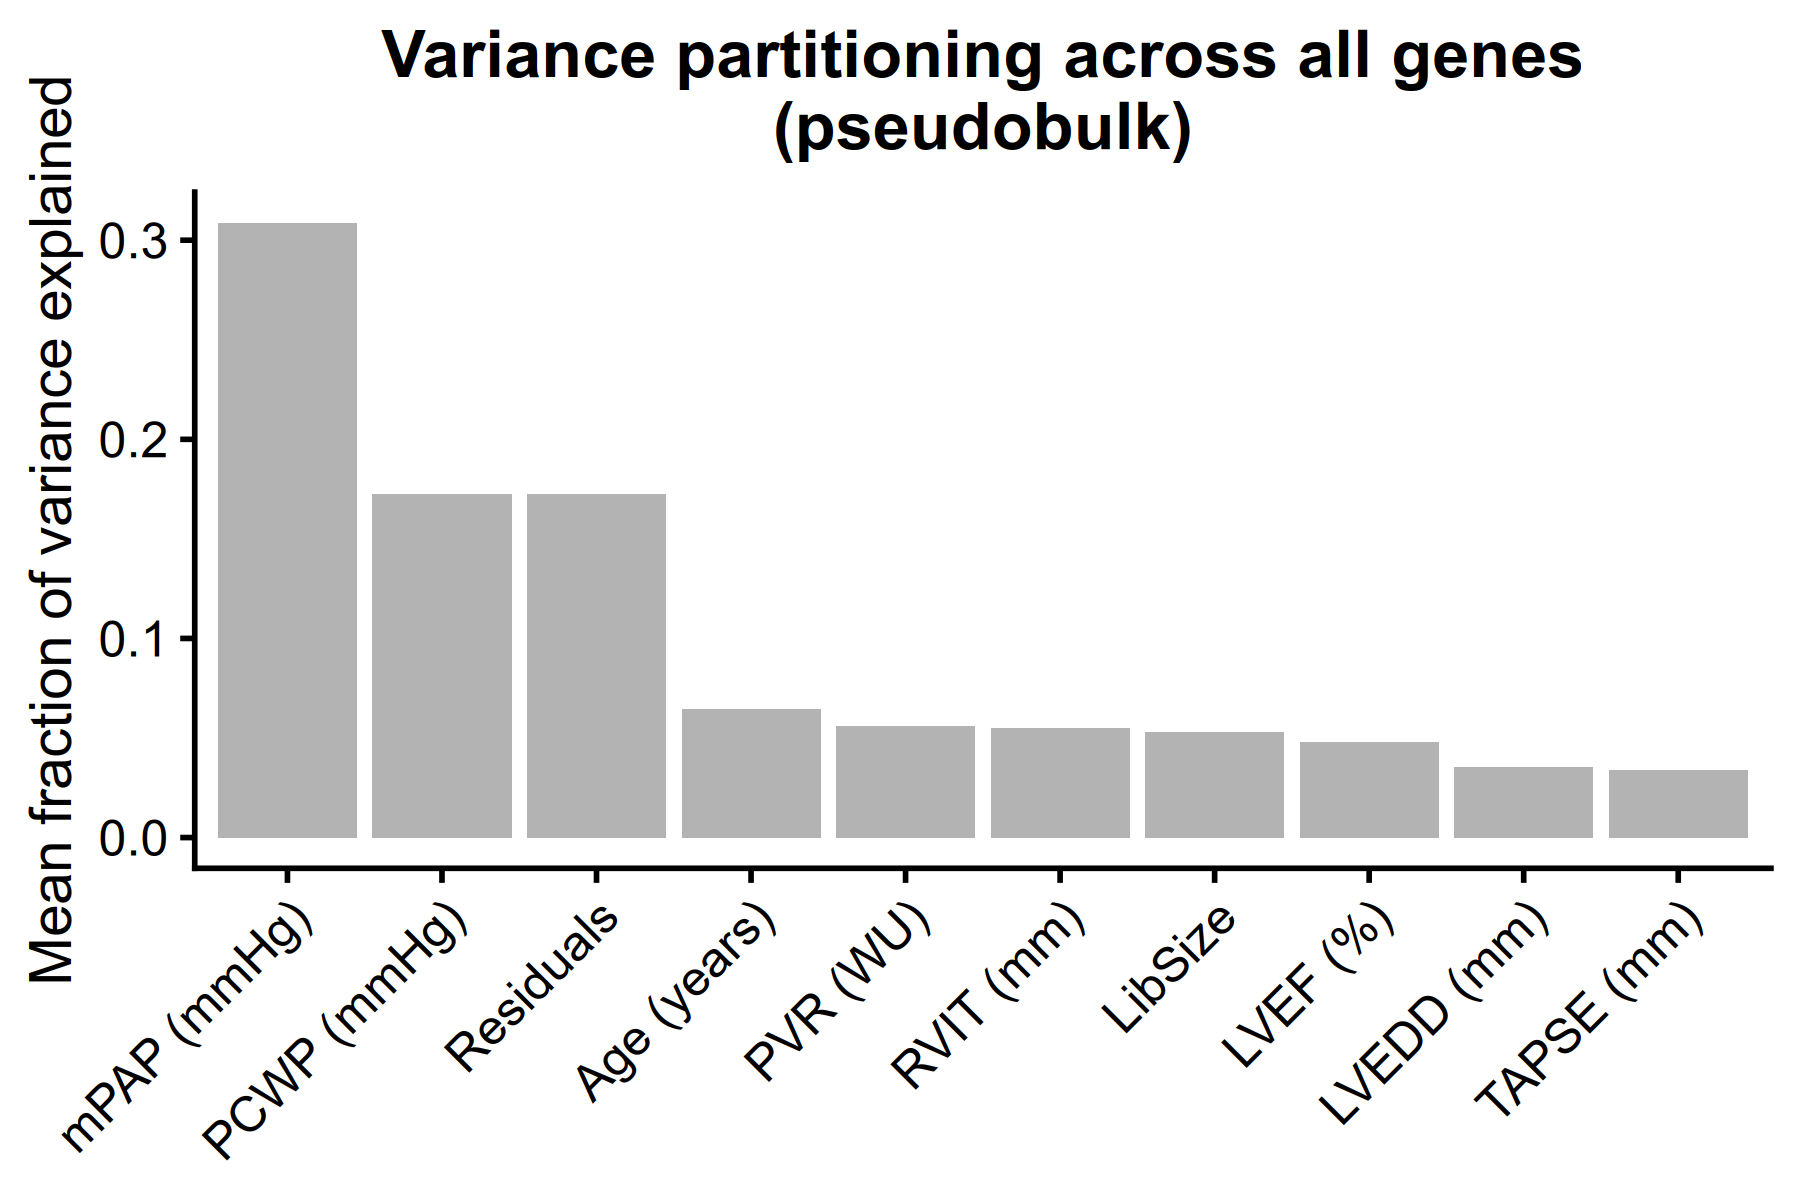 Variance partitioning across all genes
(pseudobulk)
Mean fraction of variance explained
0.3
0.2
0.1
0.0
mPAP (mmHg)
PCWP (mmHg)
Residuals
Age (years)
PVR (WU)
RVIT (mm)
LibSize
LVEF (%)
LVEDD (mm)
TAPSE (mm)